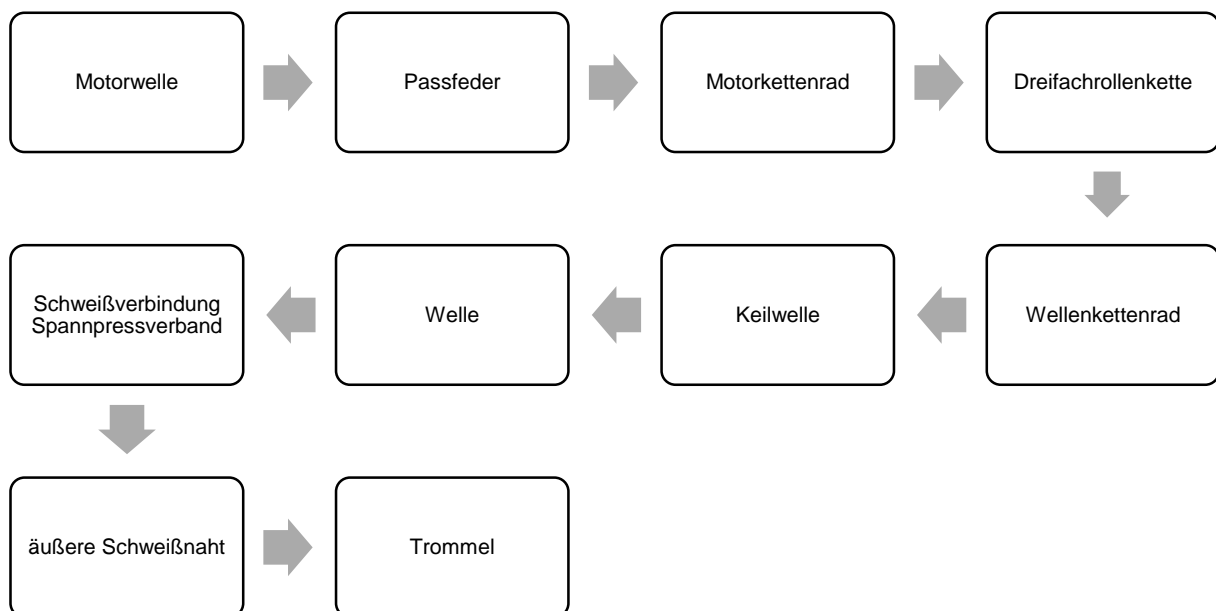 Motorwelle
Passfeder
Motorkettenrad
Dreifachrollenkette
Wellenkettenrad
Keilwelle
Welle
Schweißverbindung
Spannpressverband
äußere Schweißnaht
Trommel